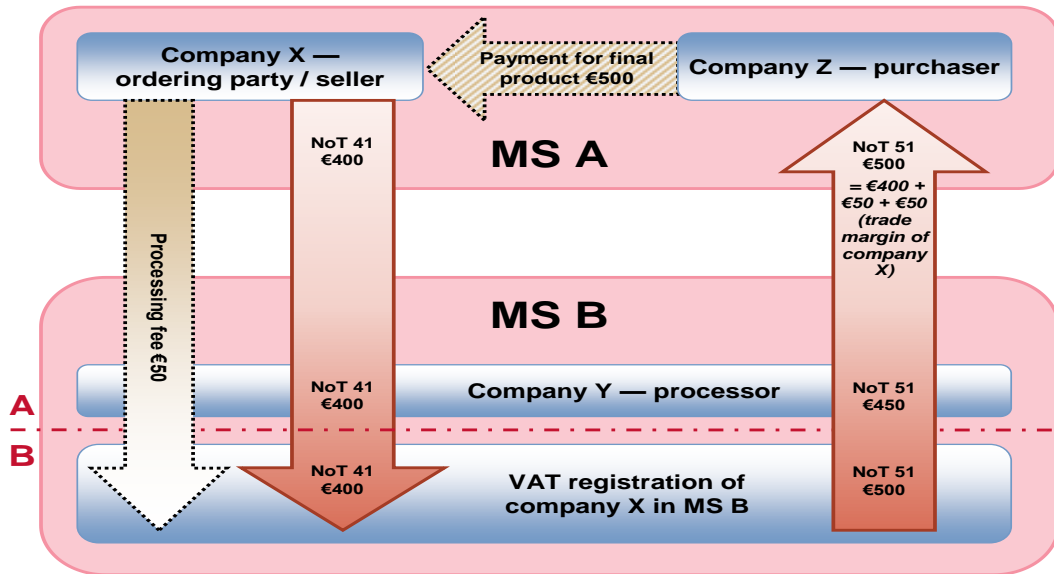 Company X —
ordering party / seller
Payment for final
product €500
Company Z — purchaser
NoT 41
€400
MS A
NoT 51
€500
= €400 +
€50 + €50
(trade
margin of
company
X)
Processing fee €50
MS B
NoT 41
€400
Company Y — processor
NoT 51
€450
A
B
NoT 41
€400
VAT registration of
company X in MS B
NoT 51
€500